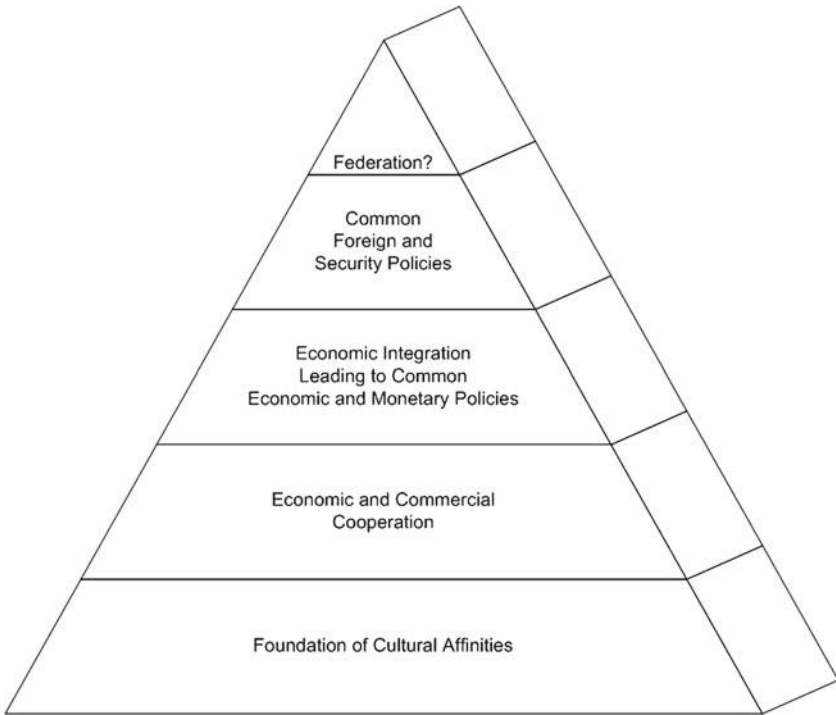 Federation?
Common
Foreign and
Security Policies
Economic Integration
Leading to Common
Economic and Monetary Policies
Economic and Commercial
Cooperation
Foundation of Cultural Affinities